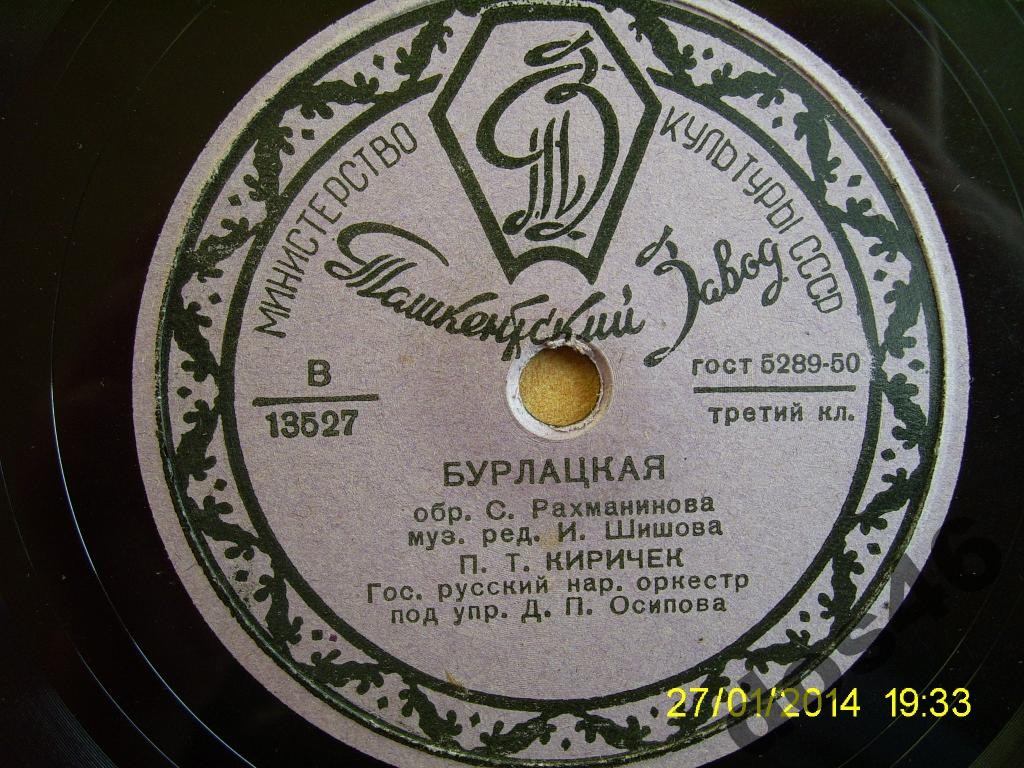 МИНИСТЕРСТВО КУЛЬТУРЫ СССР
Ташкентский Завод
В
13527
ГОСТ 5289-50
третий кл.
БУРЛАЦКАЯ
обр. С. Рахманинова
муз. ред. И. Шишова
П. Т. КИРИЧЕК
Гос. русский нар. оркестр
под упр. Д. П. Осипова
27/01/2014 19:33